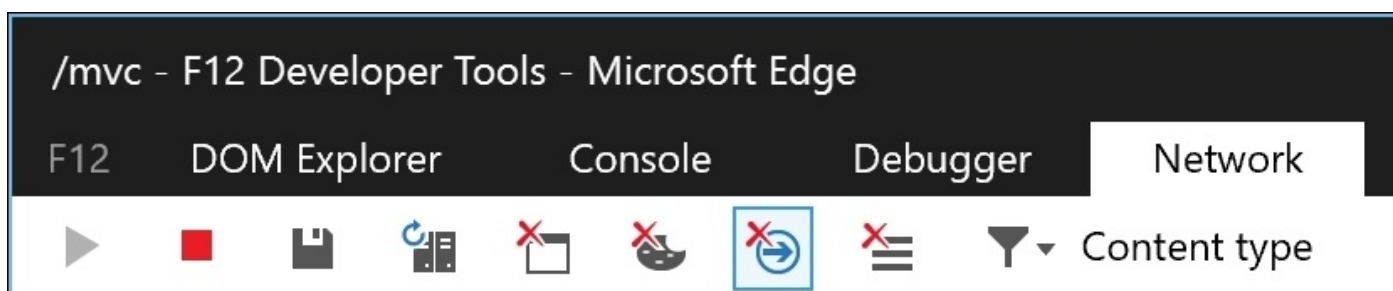 /mvc - F12 Developer Tools - Microsoft Edge
F12 DOM Explorer Console Debugger Network
Content type